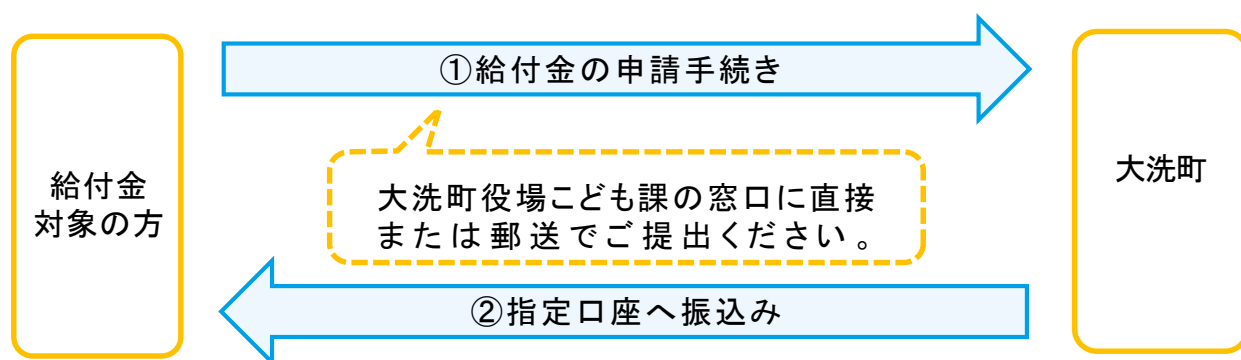 ①給付金の申請手続き
給付金
対象の方
大洗町役場こども課の窓口に直接
または郵送でご提出ください。
大洗町
②指定口座へ振込み